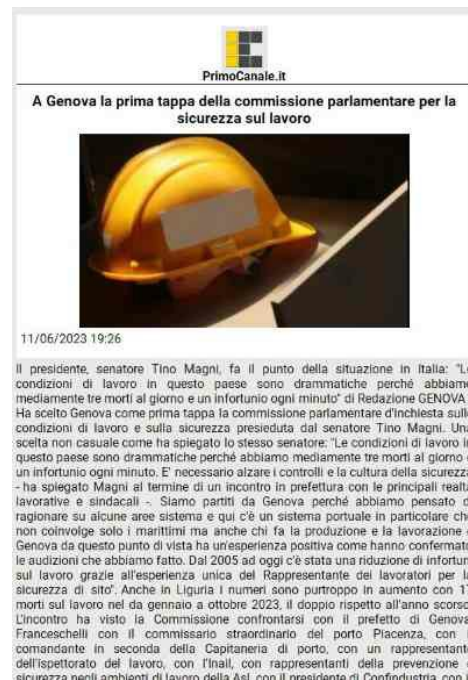 PrimoCanale.it
A Genova la prima tappa della commissione parlamentare per la
sicurezza sul lavoro
11/06/2023 19:26
Il presidente, senatore Tino Magni, fa il punto della situazione in Italia: "Le
condizioni di lavoro in questo paese sono drammatiche perché abbiamo
mediamente tre morti al giorno e un infortunio ogni minuto" di Redazione GENOVA
Ha scelto Genova come prima tappa la commissione parlamentare d'inchiesta sulle
condizioni di lavoro e sulla sicurezza presieduta dal senatore Tino Magni. Una
scelta non casuale come ha spiegato lo stesso senatore: "Le condizioni di lavoro in
questo paese sono drammatiche perché abbiamo mediamente tre morti al giorno e
un infortunio ogni minuto. E' necessario alzare i controlli e la cultura della sicurezza
- ha spiegato Magni al termine di un incontro in prefettura con le principali realtà
lavorative e sindacali -. Siamo partiti da Genova perché abbiamo pensato di
ragionare su alcune aree sistema e qui c'è un sistema portuale in particolare che
non coinvolge solo i marittimi ma anche chi fa la produzione e la lavorazione e
Genova da questo punto di vista ha un'esperienza positiva come hanno confermato
le audizioni che abbiamo fatto. Dal 2005 ad oggi c'è stata una riduzione di infortuni
sul lavoro grazie all'esperienza unica del Rappresentante dei lavoratori per la
sicurezza di sito". Anche in Liguria i numeri sono purtroppo in aumento con 17
morti sul lavoro nel da gennaio a ottobre 2023, il doppio rispetto all'anno scorso.
L'incontro ha visto la Commissione confrontarsi con il prefetto di Genova
Franceschelli con il commissario straordinario del porto Piacenza, con il
comandante in seconda della Capitaneria di porto, con un rappresentante
dell'ispettorato del lavoro, con l'Inail, con rappresentanti della prevenzione e
sicurezza negli ambienti di lavoro della Asl, con il presidente di Confindustria, con